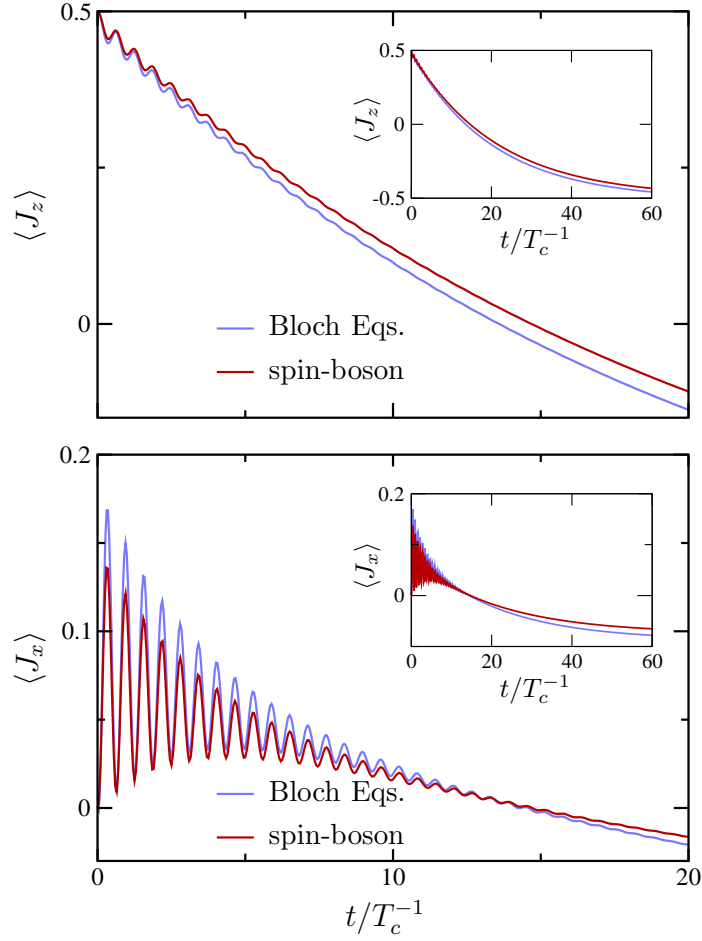 0.5
⟨J_z⟩
0
0.5
0
-0.5
⟨J_z⟩
0 20 40 60
t/T_c^{-1}
Bloch Eqs.
spin-boson
0.2
0.1
0
⟨J_x⟩
0.2
0
⟨J_x⟩
0 20 40 60
t/T_c^{-1}
Bloch Eqs.
spin-boson
0 10 20
t/T_c^{-1}